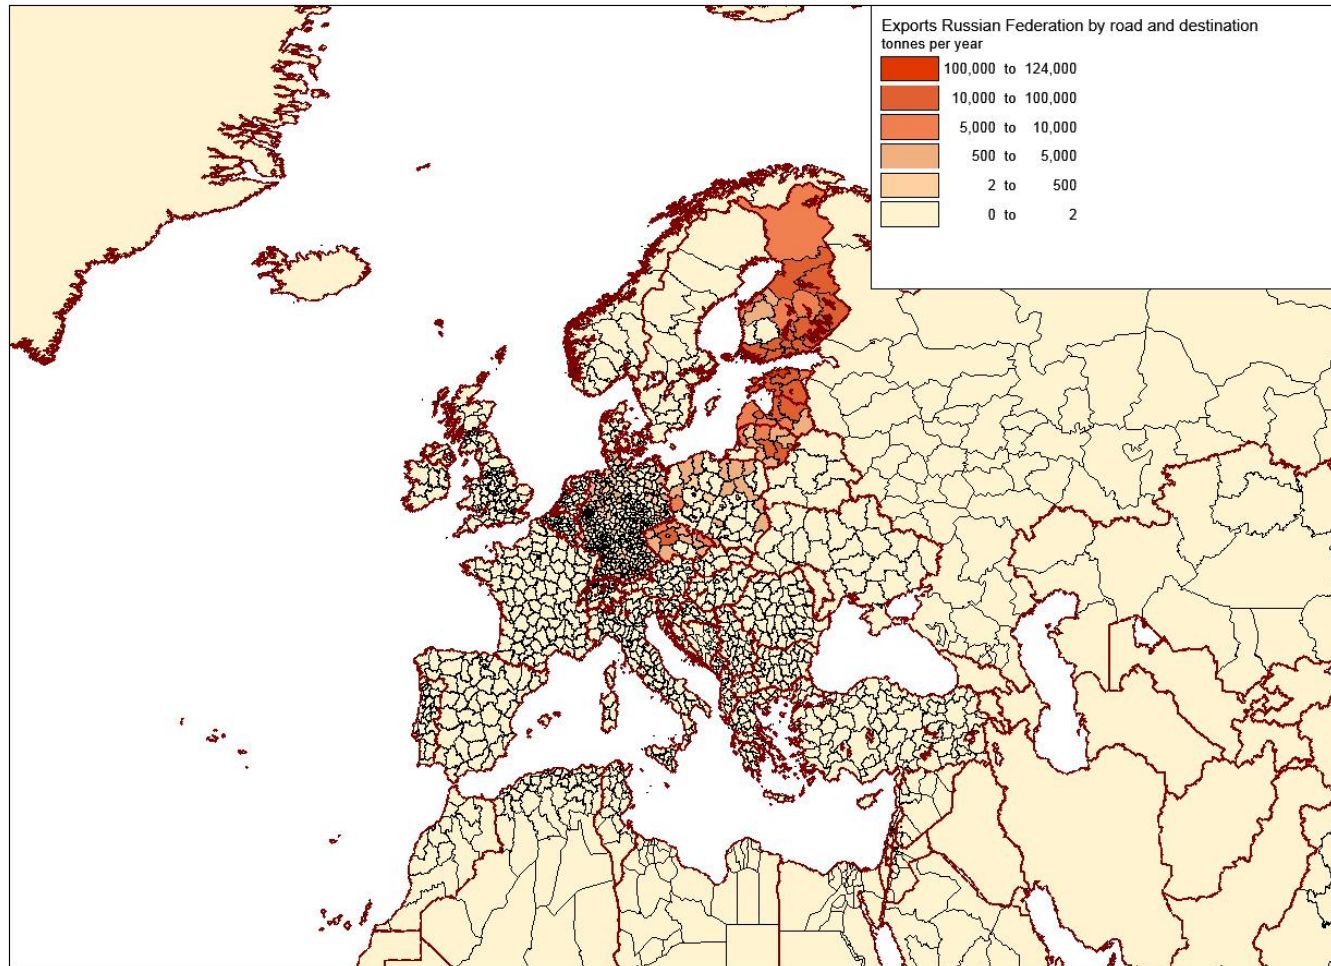 Exports Russian Federation by road and destination
tonnes per year
100,000 to 124,000
10,000 to 100,000
5,000 to 10,000
500 to 5,000
2 to 500
0 to 2